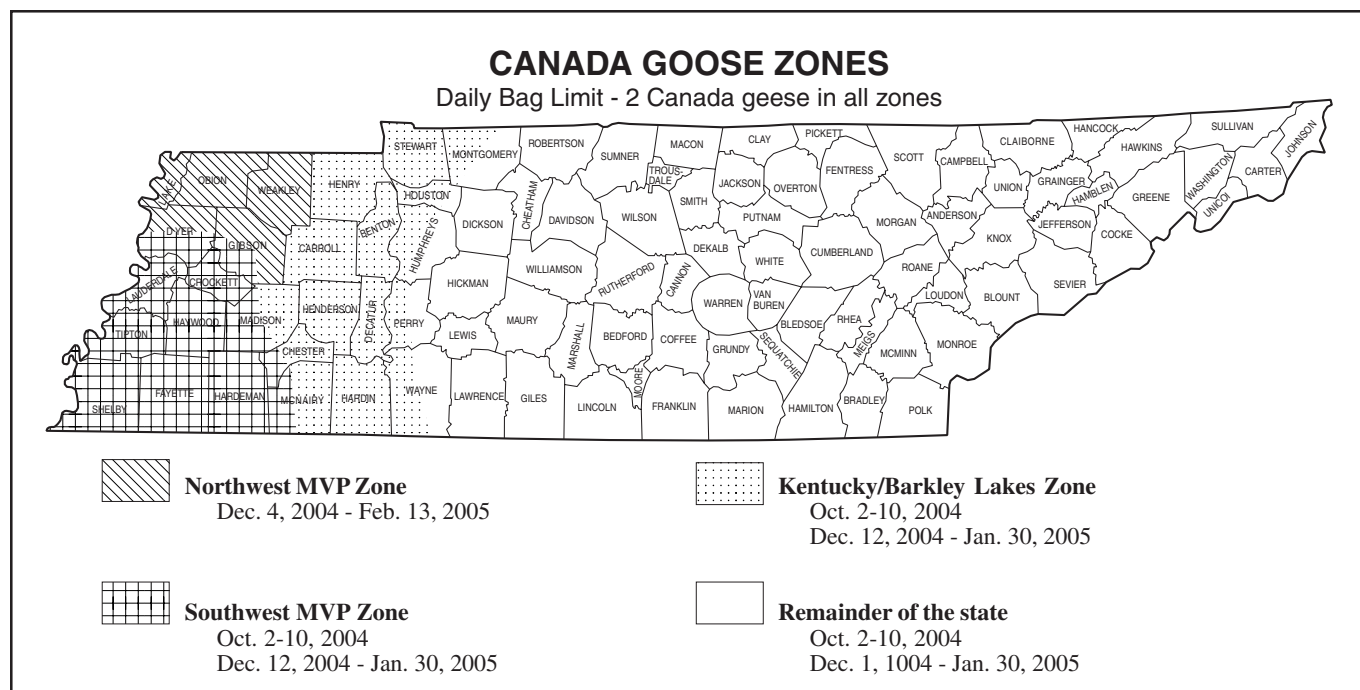 CANADA GOOSE ZONES
Daily Bag Limit - 2 Canada geese in all zones
STEWART
MONTGOMERY
ROBERTSON
SUMNER
MACON
TROUS-
DALE
CLAY
PICKETT
SCOTT
CAMPBELL
CLAIBORNE
HANCOCK
HAWKINS
SULLIVAN
JOHNSON
LAKE
OBION
WEAKLEY
HENRY
HOUSTON
CHEATHAM
DAVIDSON
WILSON
SMITH
JACKSON
OVERTON
FENTRESS
UNION
GRAINGER
HAMBLEN
GREENE
WASHINGTON
UNICOI
CARTER
DYER
GIBSON
CARROLL
BENTON
HUMPHREYS
DICKSON
PUTNAM
MORGAN
ANDERSON
KNOX
JEFFERSON
COCKE
LAUDERDALE
CROCKETT
HICKMAN
WILLIAMSON
RUTHERFORD
CANNON
DEKALB
WHITE
CUMBERLAND
ROANE
LOUDON
BLOUNT
SEVIER
TIPTON
HAYWOOD
MADISON
HENDERSON
DECATUR
PERRY
LEWIS
MAURY
MARSHALL
BEDFORD
COFFEE
WARREN
VAN
BUREN
BLEDSOE
RHEA
MEIGS
MCMINN
MONROE
CHESTER
GRUNDY
SEQUATCHIE
SHELBY
FAYETTE
HARDEMAN
MCNAIRY
HARDIN
WAYNE
LAWRENCE
GILES
LINCOLN
MOORE
FRANKLIN
MARION
HAMILTON
BRADLEY
POLK
Northwest MVP Zone
Dec. 4, 2004 - Feb. 13, 2005
Kentucky/Barkley Lakes Zone
Oct. 2-10, 2004
Dec. 12, 2004 - Jan. 30, 2005
Southwest MVP Zone
Oct. 2-10, 2004
Dec. 12, 2004 - Jan. 30, 2005
Remainder of the state
Oct. 2-10, 2004
Dec. 1, 1004 - Jan. 30, 2005